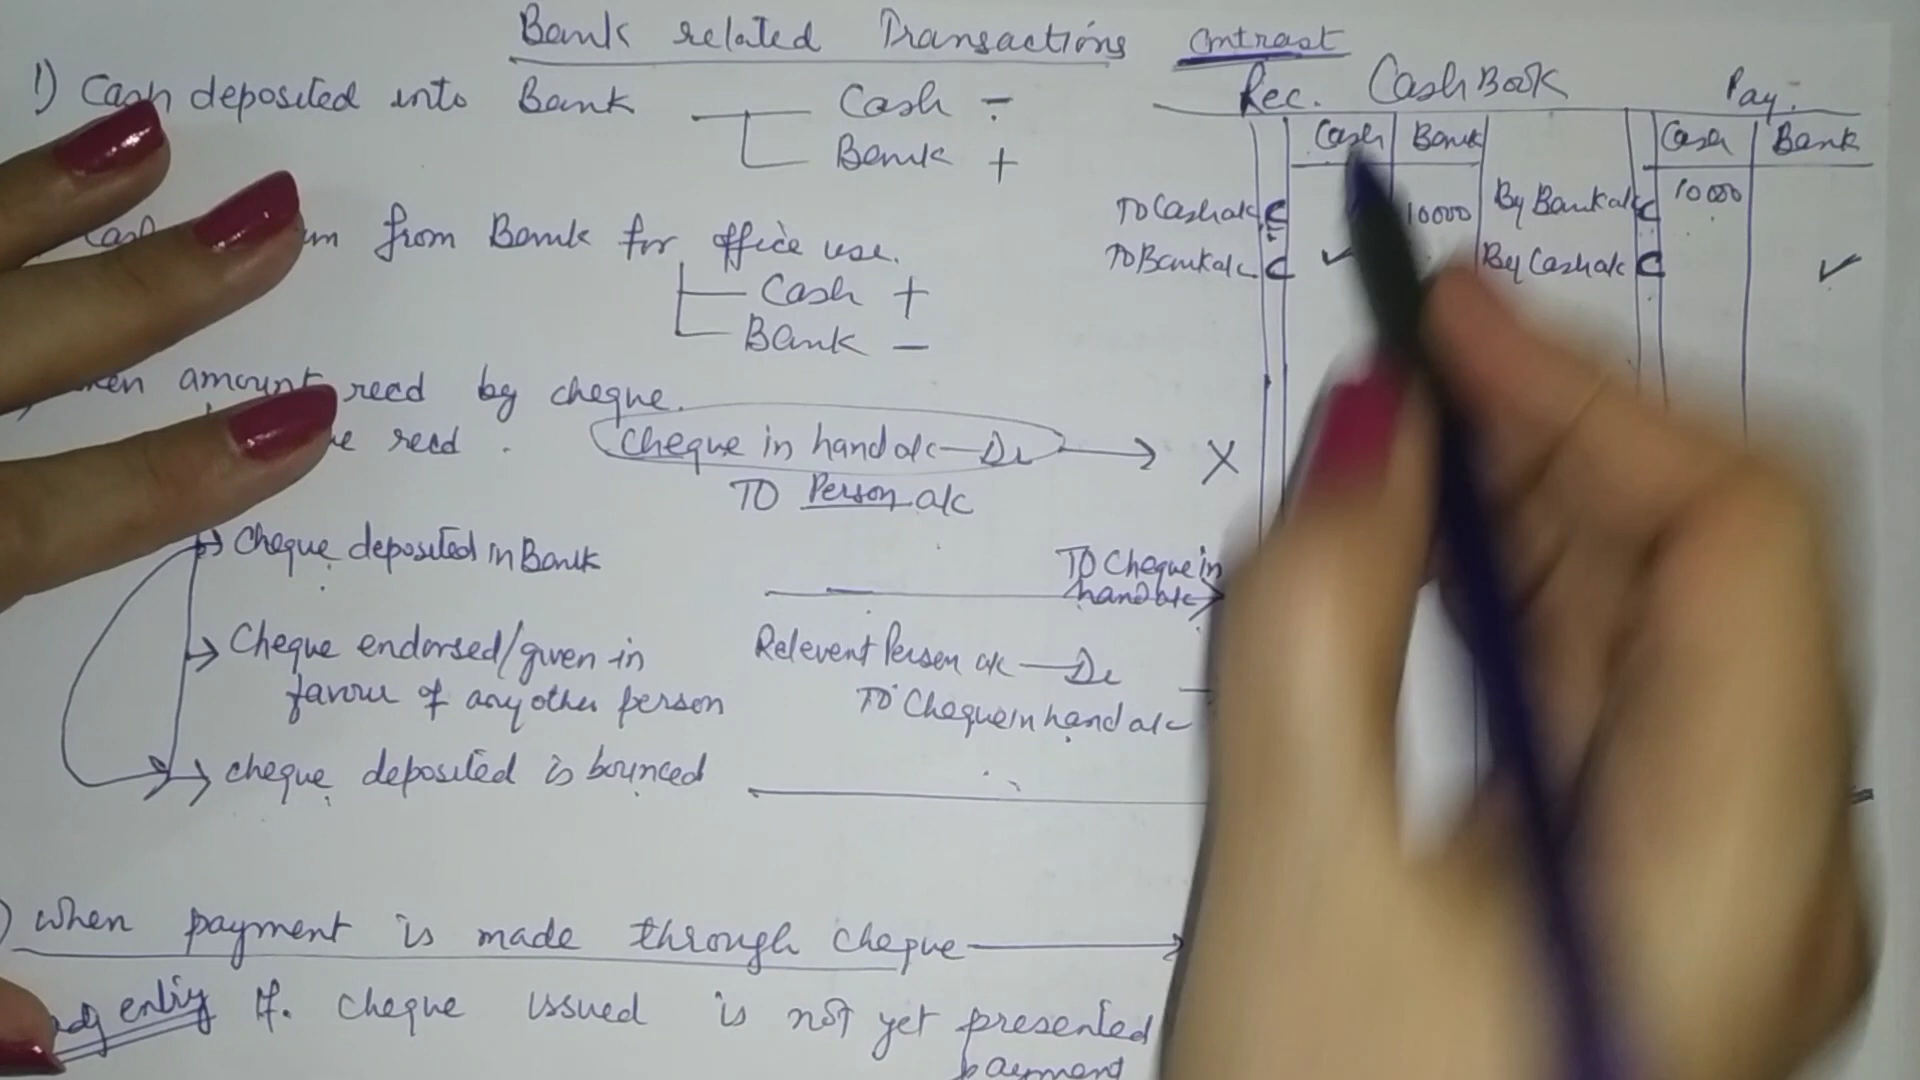 Bank related Transactions Contrast
1) Cash deposited into Bank Cash -
Bank +
Cash from Bank for office use.
Cash +
Bank -
amount recd by cheque.
recd.
Cheque in hand a/c — Dr X
TO Person a/c
Cheque deposited in Bank
TO Cheque in
hand a/c
Cheque endorsed/given in
favour of any other person
Relevent Person a/c — Dr
TO Cheque in hand a/c
cheque deposited is bounced
) when payment is made through cheque
adj entry If. cheque issued is not yet presented
payment
Rec. Cash Book Pay:
Cash Bank Cash Bank
TO Cash a/c C 10000 By Bank a/c C 10000
TO Bank a/c C ✓ By Cash a/c C ✓